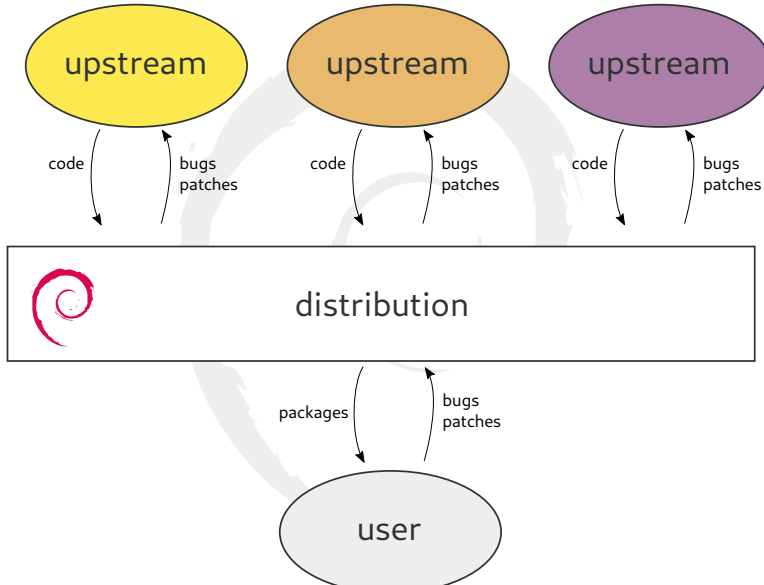 upstream
upstream
upstream
code
bugs
patches
code
bugs
patches
code
bugs
patches
distribution
packages
bugs
patches
user